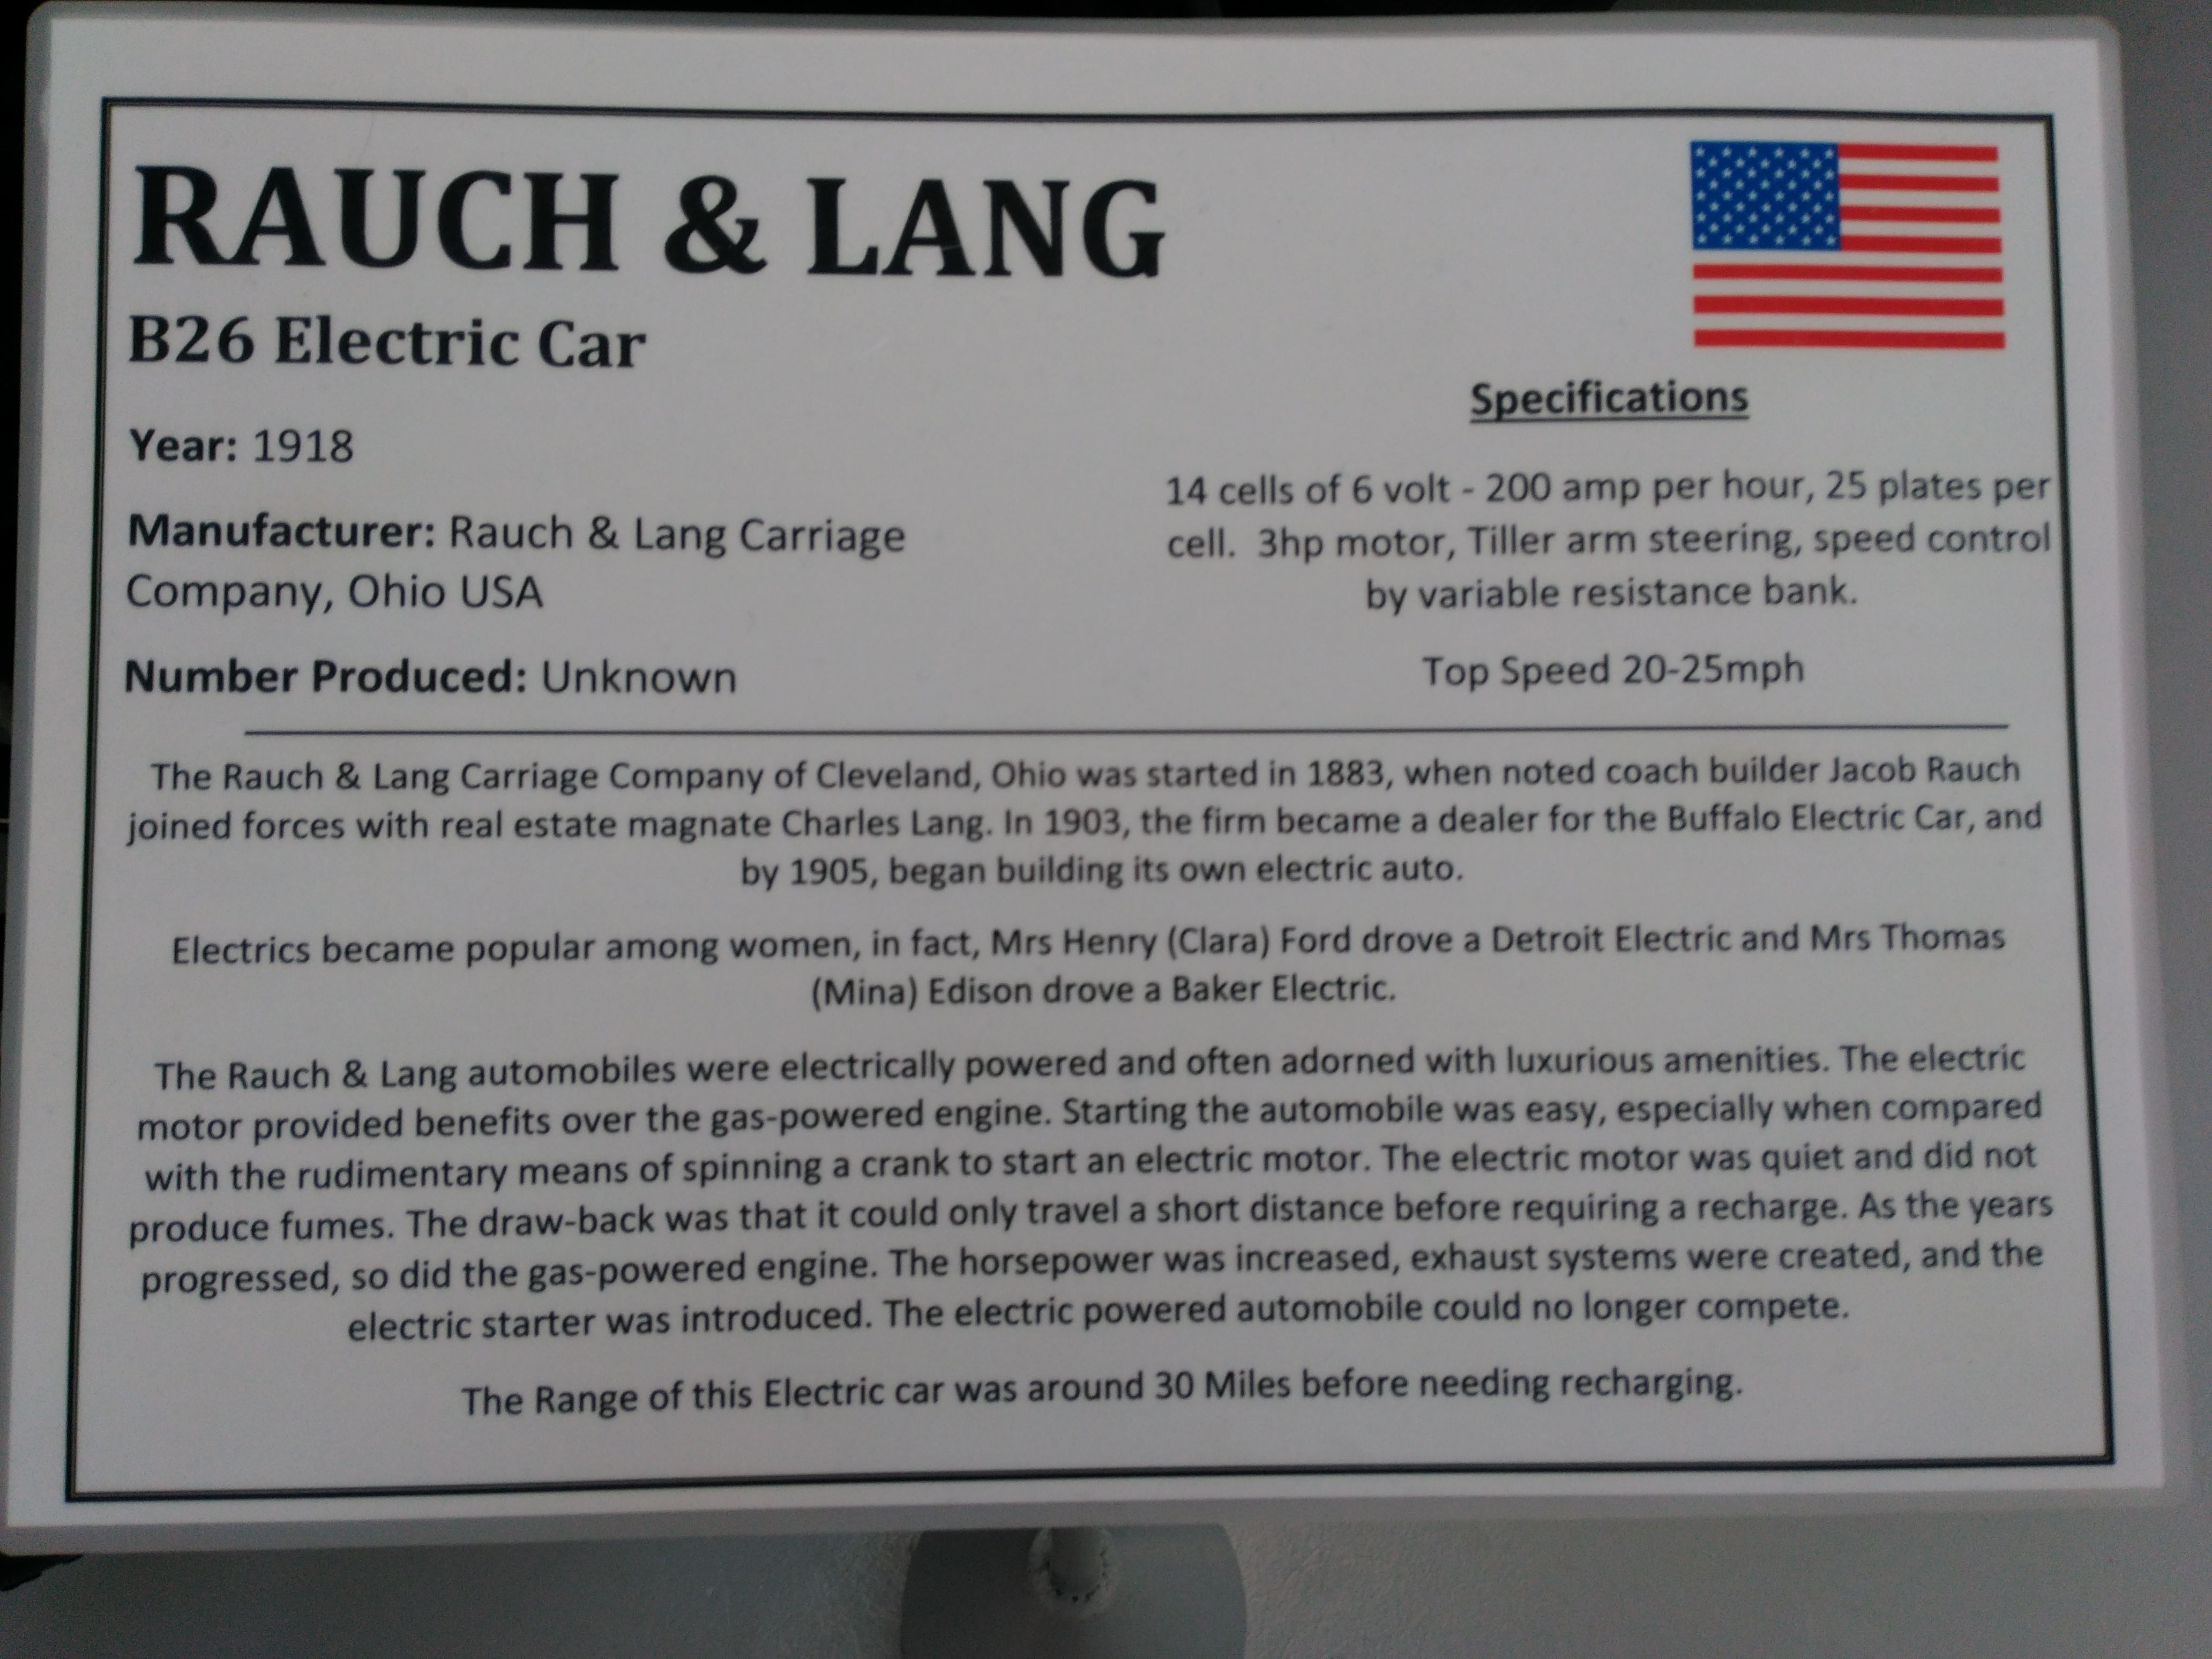 RAUCH & LANG
B26 Electric Car
Year: 1918
Manufacturer: Rauch & Lang Carriage
Company, Ohio USA
Number Produced: Unknown
Specifications
14 cells of 6 volt - 200 amp per hour, 25 plates per
cell.  3hp motor, Tiller arm steering, speed control
by variable resistance bank.
Top Speed 20-25mph
The Rauch & Lang Carriage Company of Cleveland, Ohio was started in 1883, when noted coach builder Jacob Rauch
joined forces with real estate magnate Charles Lang. In 1903, the firm became a dealer for the Buffalo Electric Car, and
by 1905, began building its own electric auto.
Electrics became popular among women, in fact, Mrs Henry (Clara) Ford drove a Detroit Electric and Mrs Thomas
(Mina) Edison drove a Baker Electric.
The Rauch & Lang automobiles were electrically powered and often adorned with luxurious amenities. The electric
motor provided benefits over the gas-powered engine. Starting the automobile was easy, especially when compared
with the rudimentary means of spinning a crank to start an electric motor. The electric motor was quiet and did not
produce fumes. The draw-back was that it could only travel a short distance before requiring a recharge. As the years
progressed, so did the gas-powered engine. The horsepower was increased, exhaust systems were created, and the
electric starter was introduced. The electric powered automobile could no longer compete.
The Range of this Electric car was around 30 Miles before needing recharging.